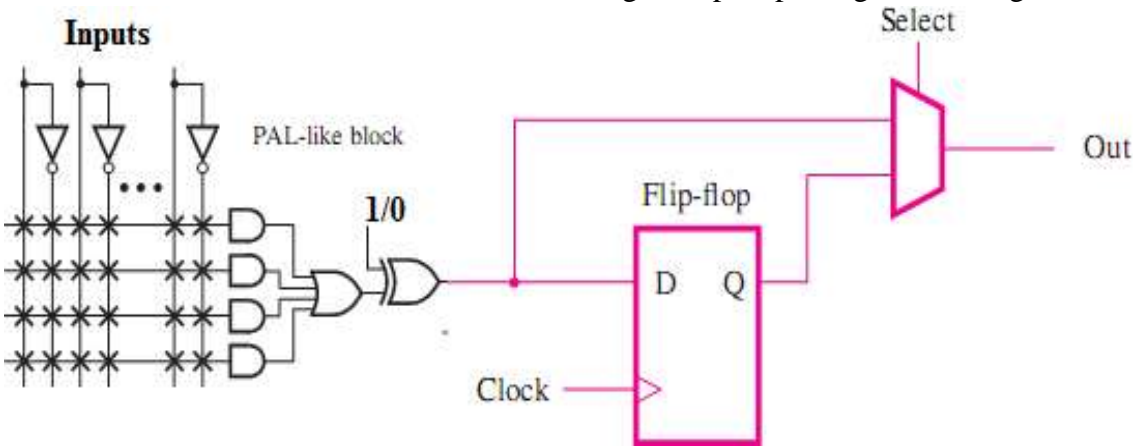 Select
Inputs
PAL-like block
Out
1/0
Flip-flop
D Q
Clock